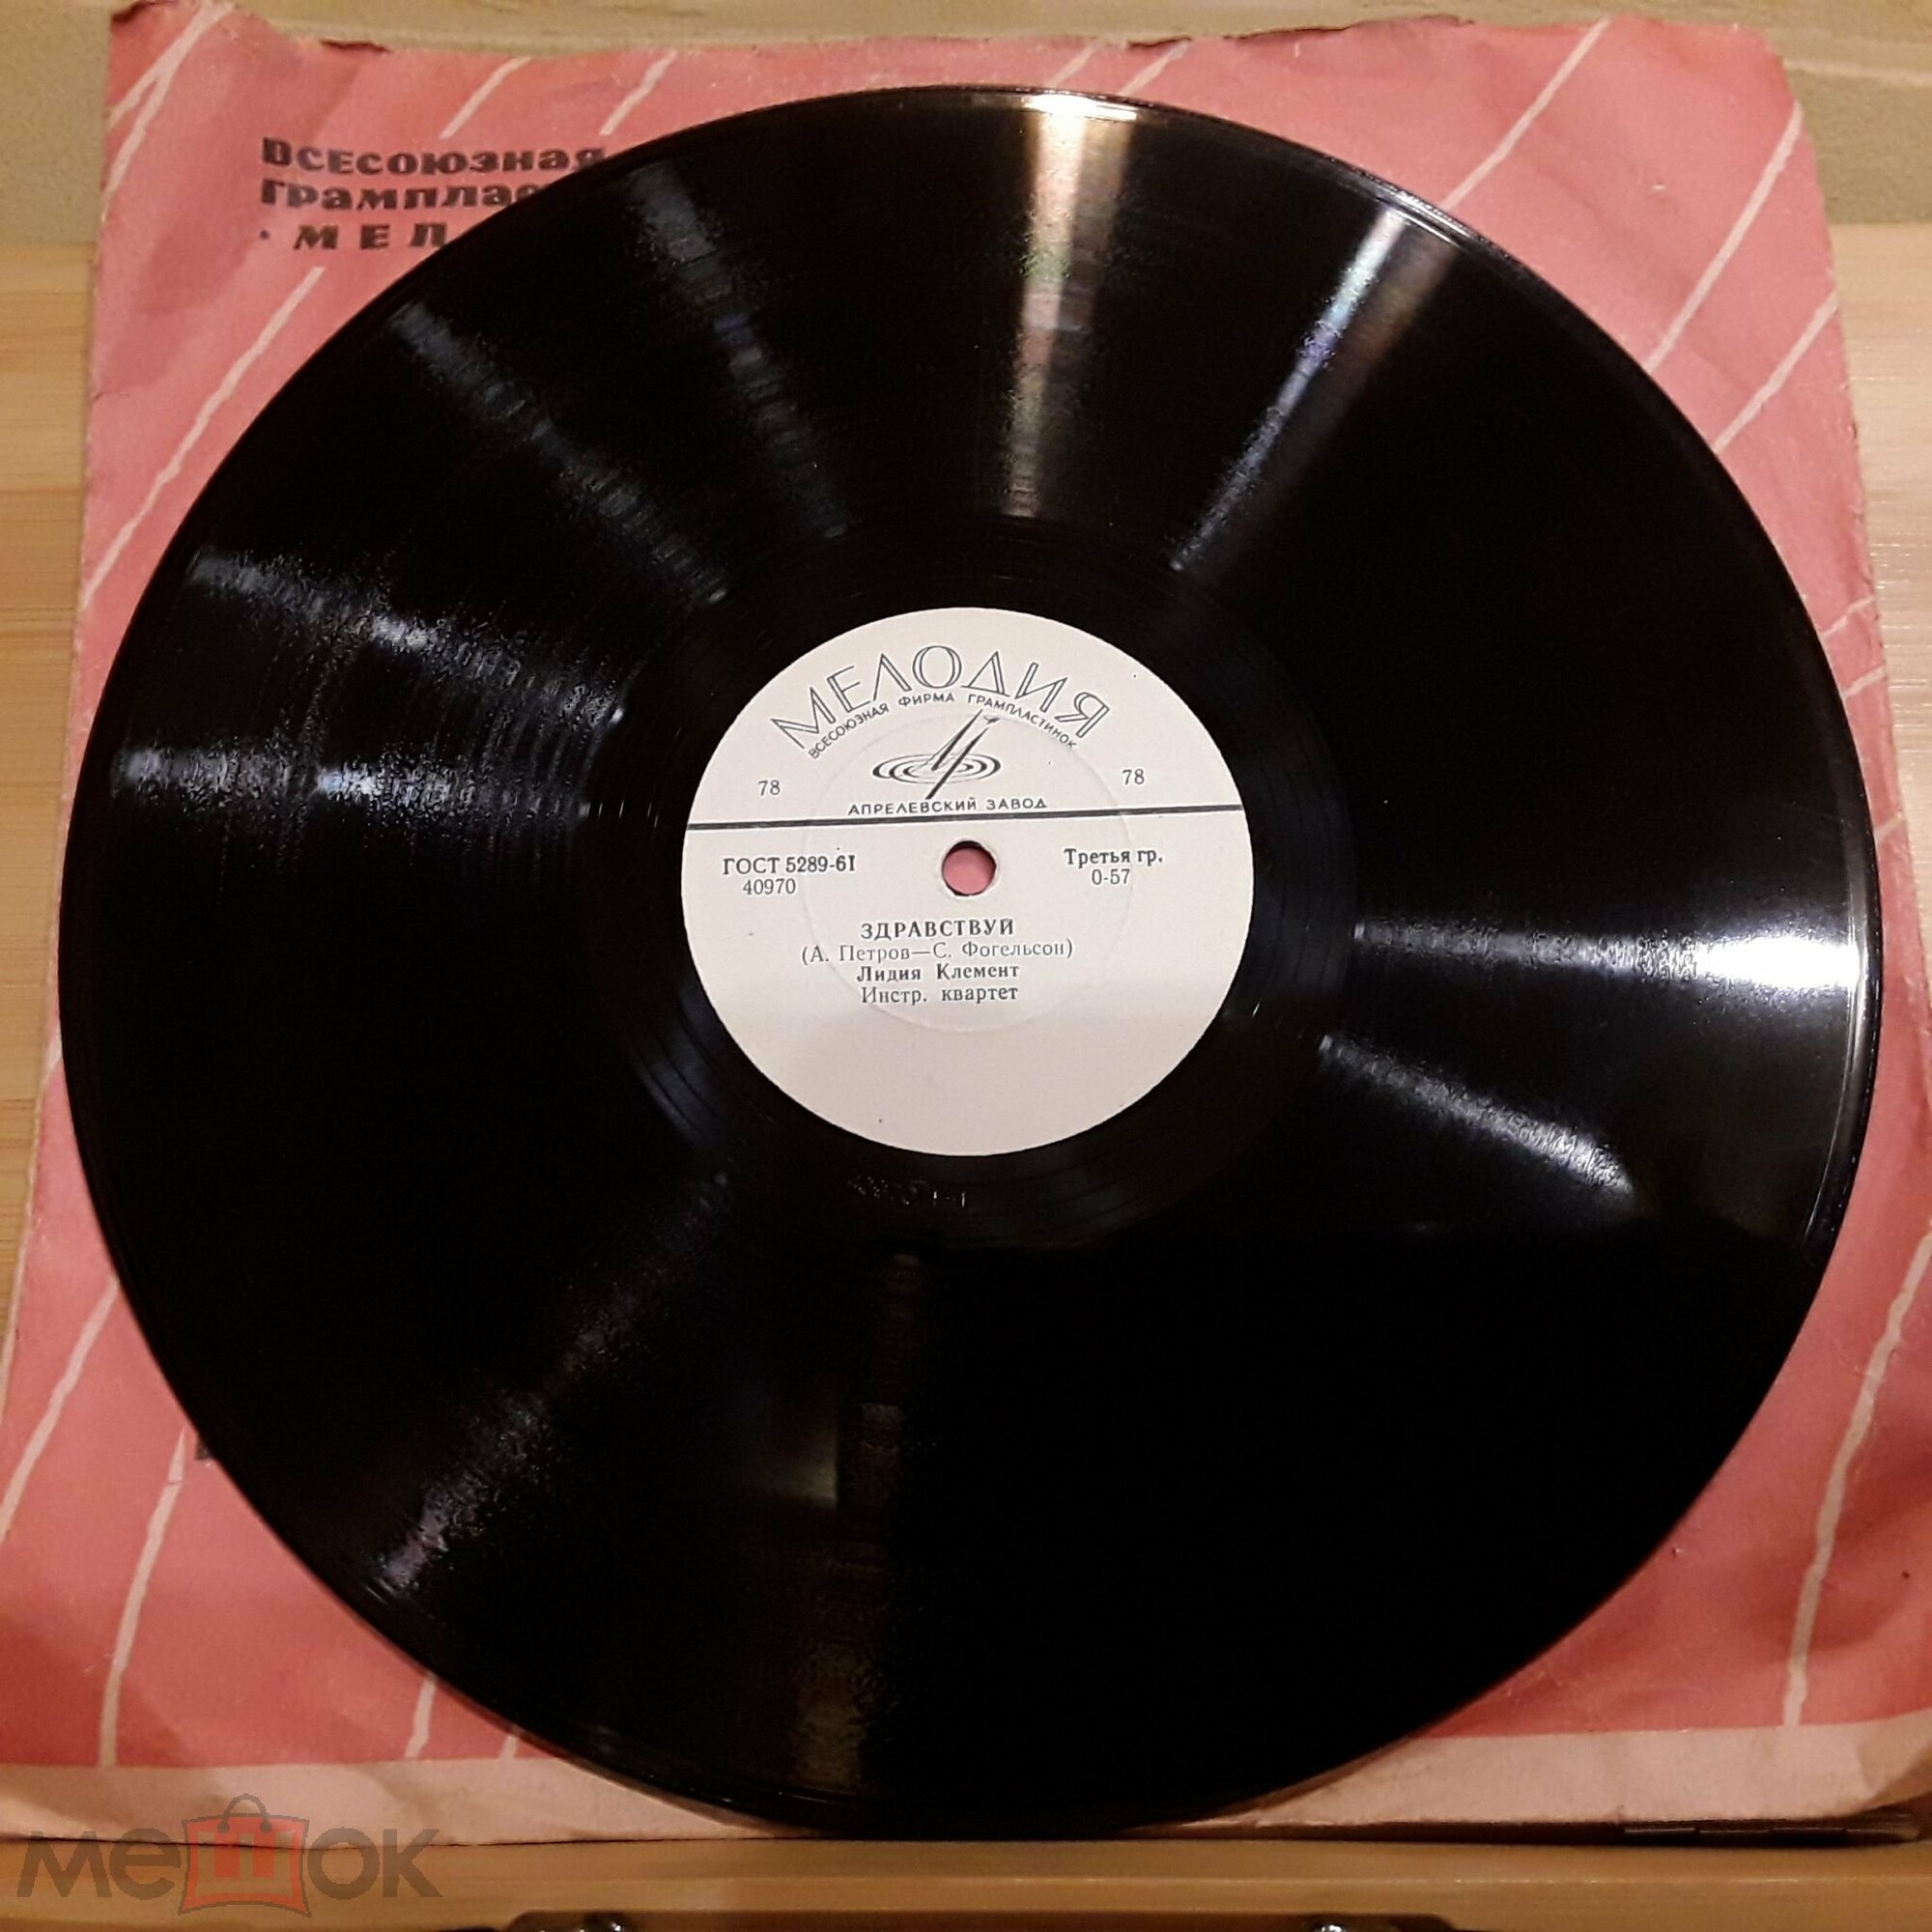 Всесоюзная
грамплас
· МЕЛ
МЕЛОДИЯ
ВСЕСОЮЗНАЯ ФИРМА ГРАМПЛАСТИНОК
78 78
АПРЕЛЕВСКИЙ ЗАВОД
ГОСТ 5289-61 Третья гр.
40970 0-57
ЗДРАВСТВУЙ
(А. Петров—С. Фогельсон)
Лидия Клемент
Инстр. квартет
мешок